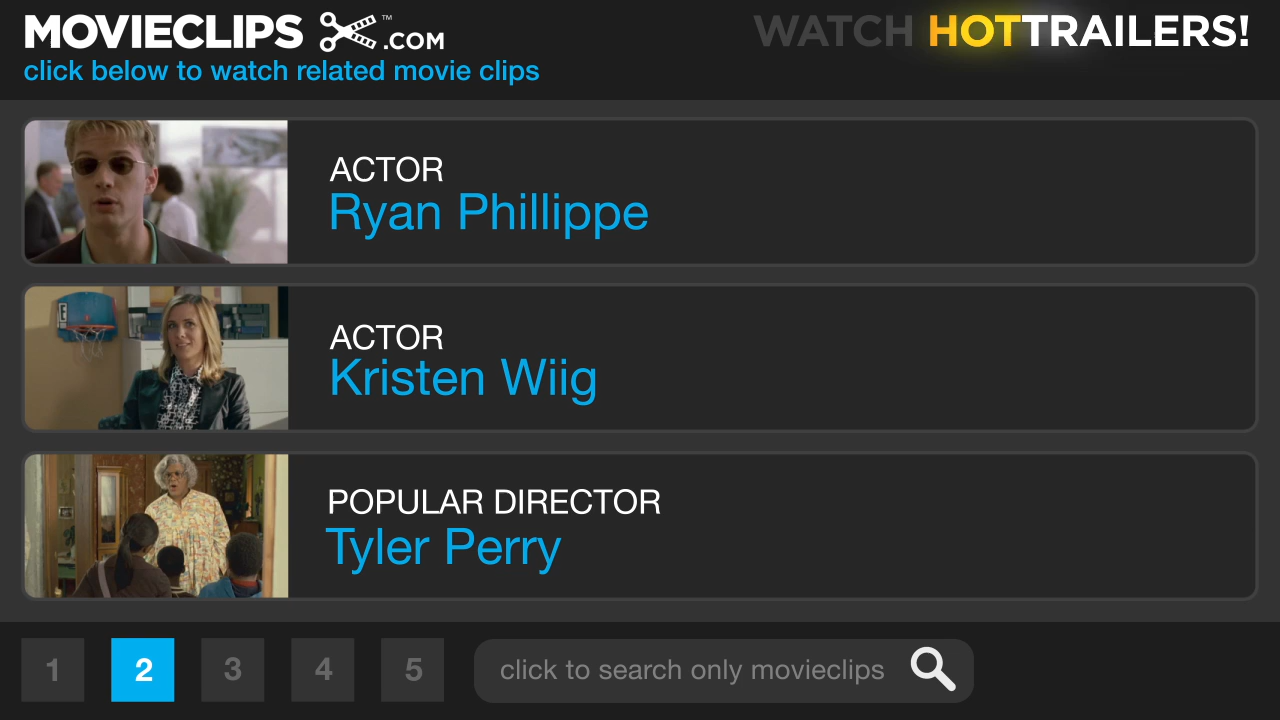 MOVIECLIPS ™ .COM
WATCH HOTTRAILERS!
click below to watch related movie clips
ACTOR
Ryan Phillippe
ACTOR
Kristen Wiig
POPULAR DIRECTOR
Tyler Perry
1 2 3 4 5 click to search only movieclips